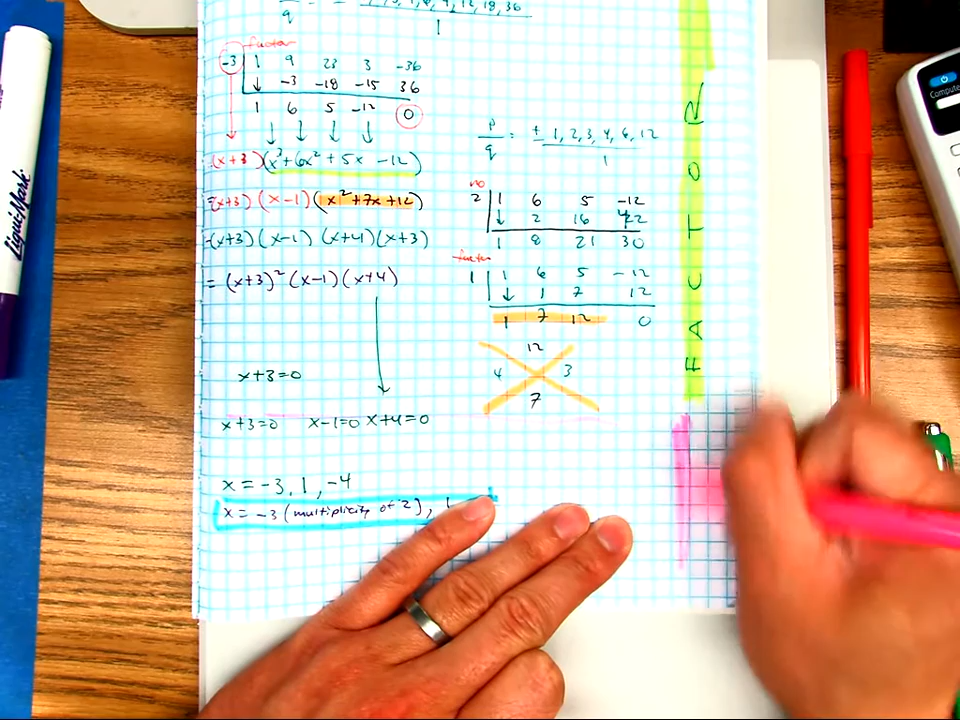 q
1
factor
-3 1 9 23 3 -36
↓ -3 -18 -15 36
1 6 5 -12 0
(x+3)(x³+6x²+5x-12)
=(x+3)(x-1)(x²+7x+12)
(x+3)(x-1)(x+4)(x+3)
=(x+3)²(x-1)(x+4)
x+3=0
x+3=0 x-1=0 x+4=0
x=-3,1,-4
x=-3(multiplicity of 2),
p/q = ± 1,2,3,4,6,12
1
no
2 1 6 5 -12
↓ 2 16 42
1 8 21 30
factor
1 1 6 5 -12
↓ 1 7 12
1 7 12 0
12
4 3
7
FACTOR
LiquiMark
Compute